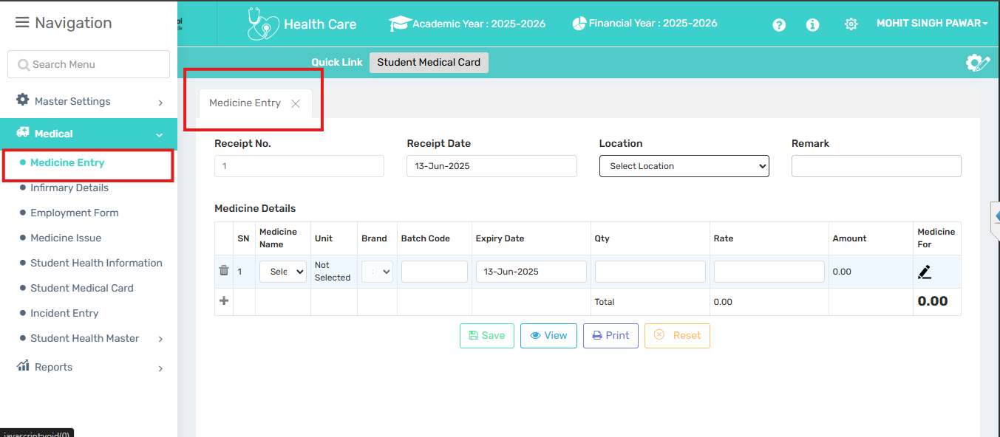 Navigation
Search Menu
Master Settings
Medical
Medicine Entry
Infirmary Details
Employment Form
Medicine Issue
Student Health Information
Student Medical Card
Incident Entry
Student Health Master
Reports
Health Care
Academic Year : 2025-2026
Financial Year : 2025-2026
MOHIT SINGH PAWAR
Quick Link
Student Medical Card
Medicine Entry
Receipt No. Receipt Date Location Remark
1 13-Jun-2025 Select Location
Medicine Details
SN Medicine Name Unit Brand Batch Code Expiry Date Qty Rate Amount Medicine For
1 Sele Not Selected 13-Jun-2025 0.00
Total 0.00 0.00
Save View Print Reset
javascript:void(0)